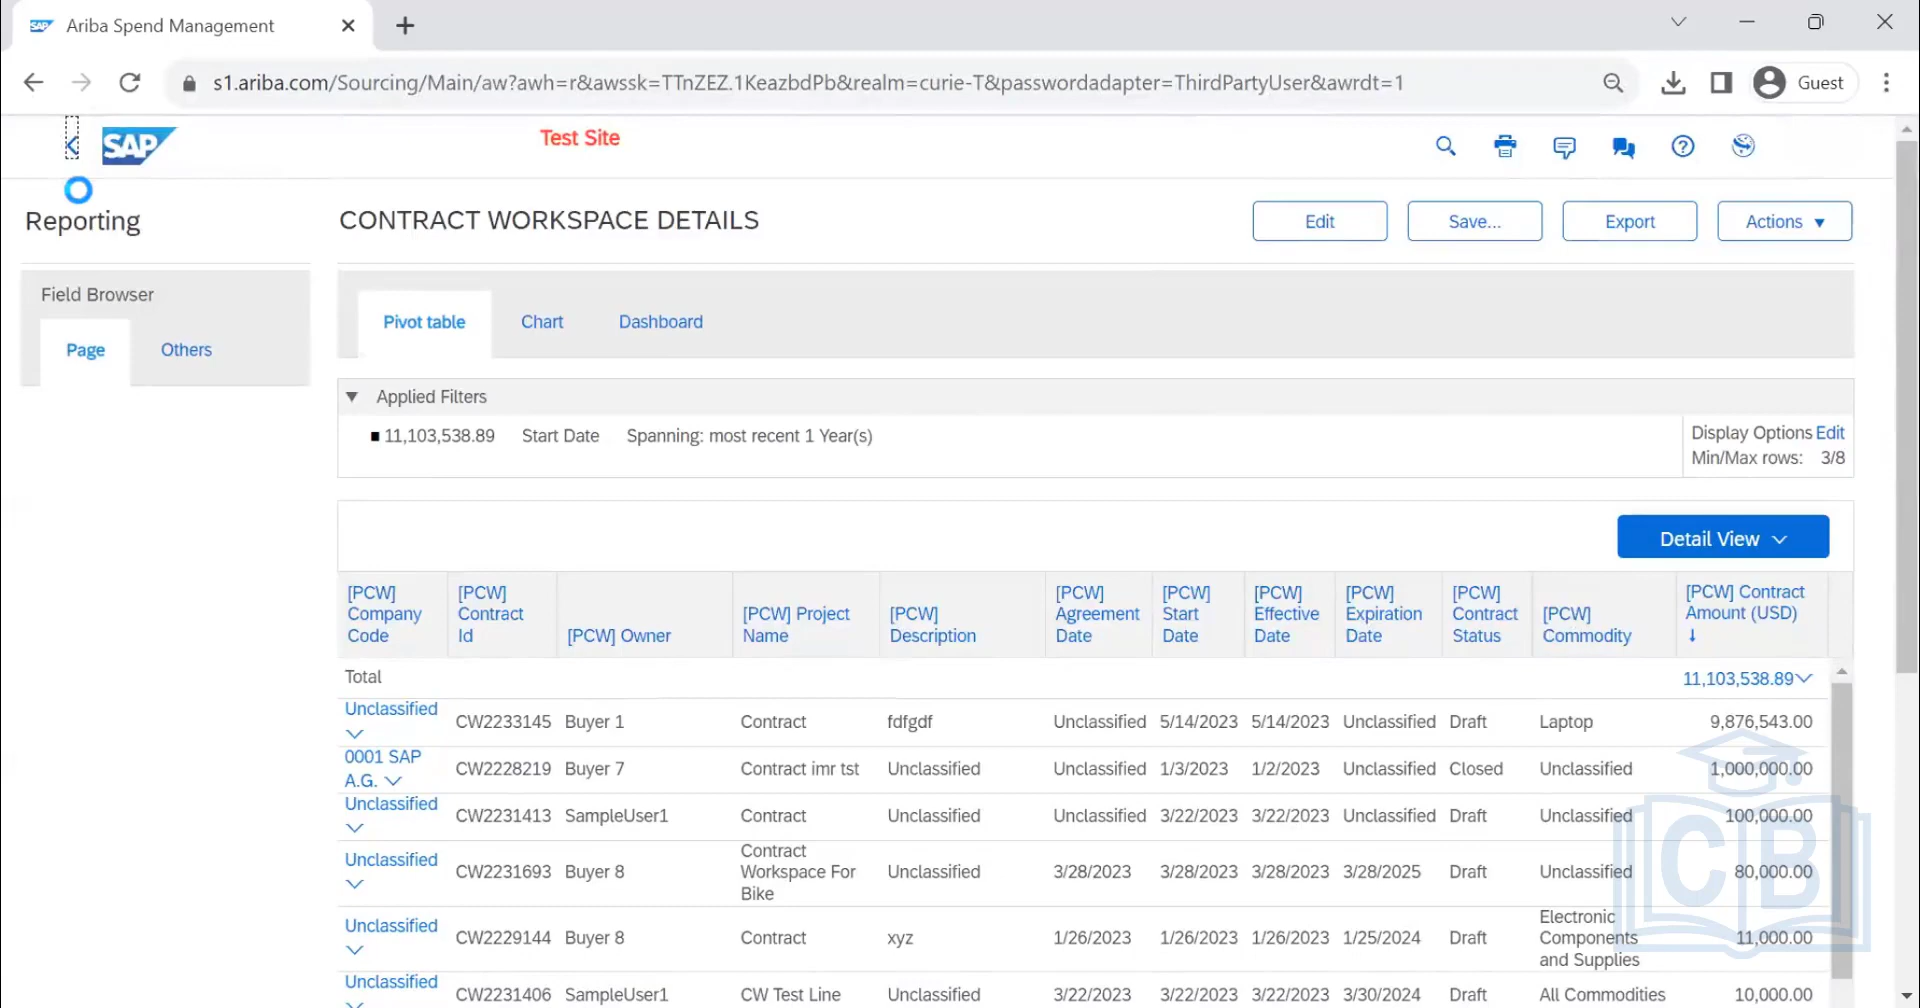 SAP Ariba Spend Management
s1.ariba.com/Sourcing/Main/aw?awh=r&awssk=TTnZEZ.1KeazbdPb&realm=curie-T&passwordadapter=ThirdPartyUser&awrdt=1 Guest
SAP Test Site
Reporting CONTRACT WORKSPACE DETAILS Edit Save... Export Actions
Field Browser
Page Others
Pivot table Chart Dashboard
Applied Filters
11,103,538.89 Start Date Spanning: most recent 1 Year(s)
Display Options Edit
Min/Max rows: 3/8
Detail View
[PCW] Company Code [PCW] Contract Id [PCW] Owner [PCW] Project Name [PCW] Description [PCW] Agreement Date [PCW] Start Date [PCW] Effective Date [PCW] Expiration Date [PCW] Contract Status [PCW] Commodity [PCW] Contract Amount (USD) ↓
Total 11,103,538.89
Unclassified CW2233145 Buyer 1 Contract fdfgdf Unclassified 5/14/2023 5/14/2023 Unclassified Draft Laptop 9,876,543.00
0001 SAP A.G. CW2228219 Buyer 7 Contract imr tst Unclassified Unclassified 1/3/2023 1/2/2023 Unclassified Closed Unclassified 1,000,000.00
Unclassified CW2231413 SampleUser1 Contract Unclassified Unclassified 3/22/2023 3/22/2023 Unclassified Draft Unclassified 100,000.00
Unclassified CW2231693 Buyer 8 Contract Workspace For Bike Unclassified 3/28/2023 3/28/2023 3/28/2023 3/28/2025 Draft Unclassified 80,000.00
Unclassified CW2229144 Buyer 8 Contract xyz 1/26/2023 1/26/2023 1/26/2023 1/25/2024 Draft Electronic Components and Supplies 11,000.00
Unclassified CW2231406 SampleUser1 CW Test Line Unclassified 3/22/2023 3/22/2023 3/22/2023 3/30/2024 Draft All Commodities 10,000.00
CB